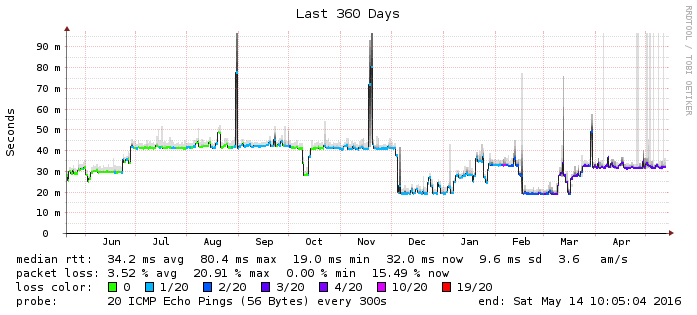 Last 360 Days
RRDTOOL / TOBI OETIKER
Seconds
90 m
80 m
70 m
60 m
50 m
40 m
30 m
20 m
10 m
0
Jun Jul Aug Sep Oct Nov Dec Jan Feb Mar Apr
median rtt: 34.2 ms avg 80.4 ms max 19.0 ms min 32.0 ms now 9.6 ms sd 3.6 am/s
packet loss: 3.52 % avg 20.91 % max 0.00 % min 15.49 % now
loss color: 0 1/20 2/20 3/20 4/20 10/20 19/20
probe: 20 ICMP Echo Pings (56 Bytes) every 300s end: Sat May 14 10:05:04 2016